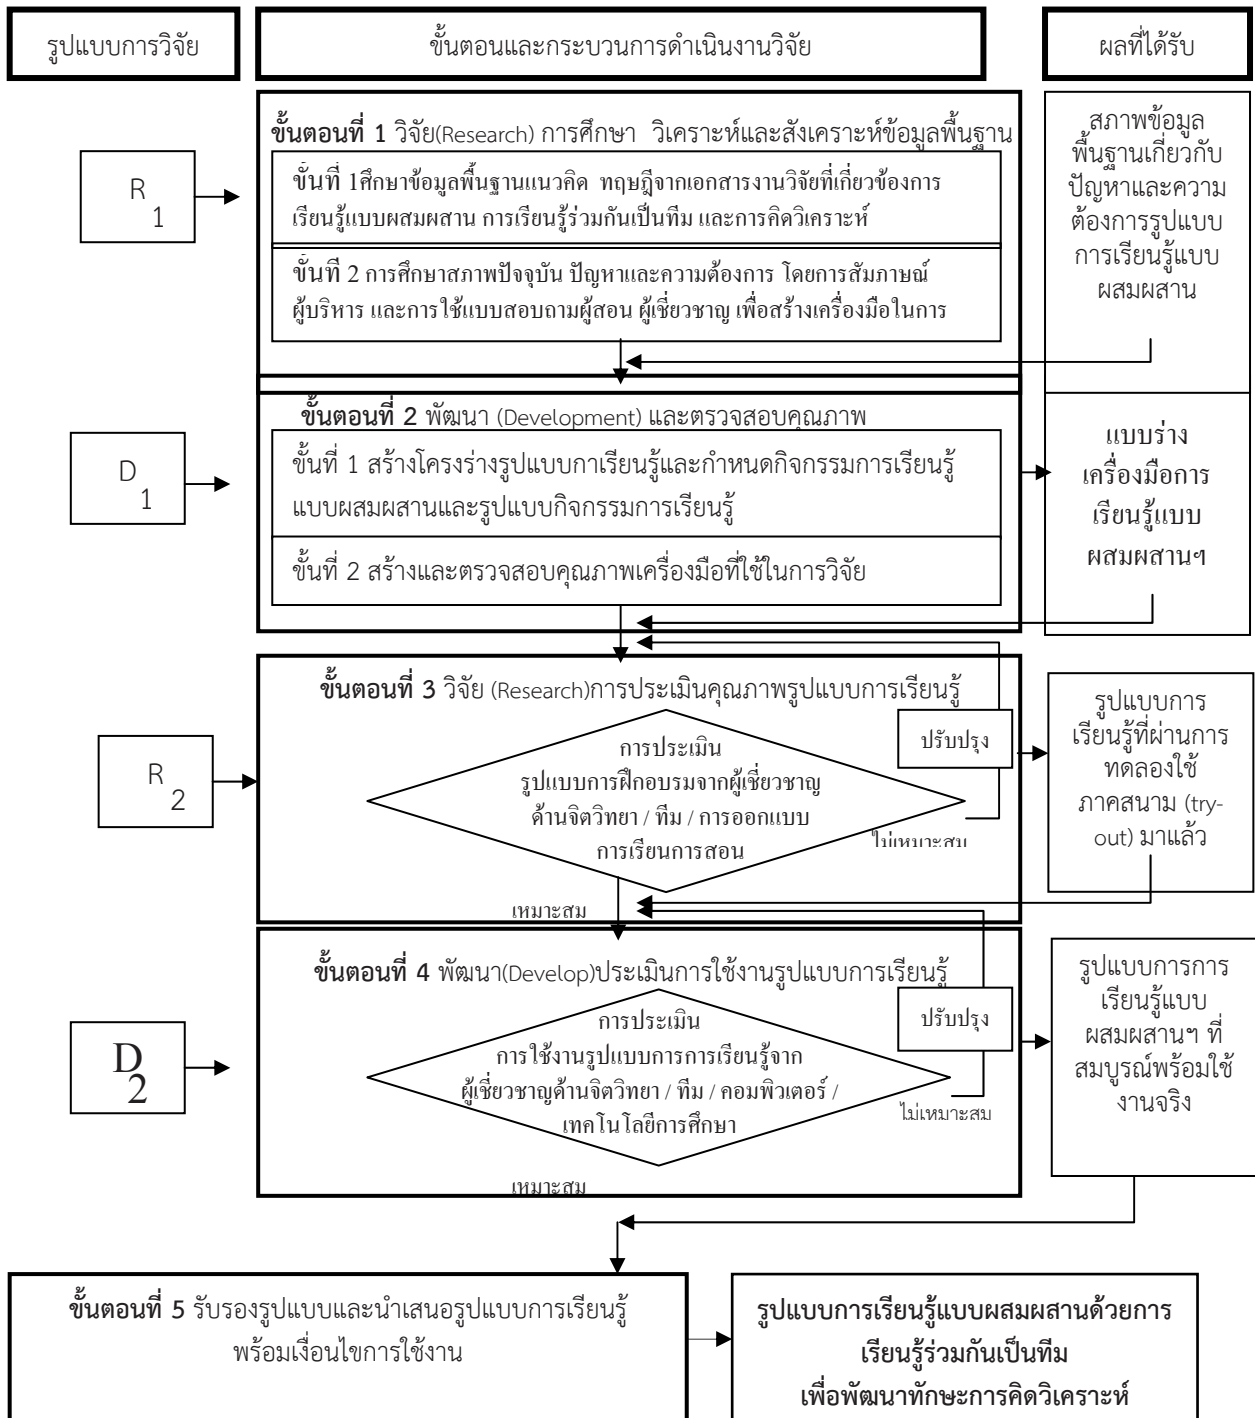 รูปแบบการวิจัย
ขั้นตอนและกระบวนการดำเนินงานวิจัย
ผลที่ได้รับ
R
1
ขั้นตอนที่ 1 วิจัย(Research) การศึกษา วิเคราะห์และสังเคราะห์ข้อมูลพื้นฐาน
ขั้นที่ 1ศึกษาข้อมูลพื้นฐานแนวคิด ทฤษฎีจากเอกสารงานวิจัยที่เกี่ยวข้องการ
เรียนรู้แบบผสมผสาน การเรียนรู้ร่วมกันเป็นทีม และการคิดวิเคราะห์
ขั้นที่ 2 การศึกษาสภาพปัจจุบัน ปัญหาและความต้องการ โดยการสัมภาษณ์
ผู้บริหาร และการใช้แบบสอบถามผู้สอน ผู้เชี่ยวชาญ เพื่อสร้างเครื่องมือในการ
สภาพข้อมูล
พื้นฐานเกี่ยวกับ
ปัญหาและความ
ต้องการรูปแบบ
การเรียนรู้แบบ
ผสมผสาน
D
1
ขั้นตอนที่ 2 พัฒนา (Development) และตรวจสอบคุณภาพ
ขั้นที่ 1 สร้างโครงร่างรูปแบบกาเรียนรู้และกำหนดกิจกรรมการเรียนรู้
แบบผสมผสานและรูปแบบกิจกรรมการเรียนรู้
ขั้นที่ 2 สร้างและตรวจสอบคุณภาพเครื่องมือที่ใช้ในการวิจัย
แบบร่าง
เครื่องมือการ
เรียนรู้แบบ
ผสมผสานฯ
R
2
ขั้นตอนที่ 3 วิจัย (Research)การประเมินคุณภาพรูปแบบการเรียนรู้
การประเมิน
รูปแบบการฝึกอบรมจากผู้เชี่ยวชาญ
ด้านจิตวิทยา / ทีม / การออกแบบ
การเรียนการสอน
ปรับปรุง
ไม่เหมาะสม
เหมาะสม
รูปแบบการ
เรียนรู้ที่ผ่านการ
ทดลองใช้
ภาคสนาม (try-
out) มาแล้ว
D
2
ขั้นตอนที่ 4 พัฒนา(Develop)ประเมินการใช้งานรูปแบบการเรียนรู้
การประเมิน
การใช้งานรูปแบบการการเรียนรู้จาก
ผู้เชี่ยวชาญด้านจิตวิทยา / ทีม / คอมพิวเตอร์ /
เทคโนโลยีการศึกษา
ปรับปรุง
ไม่เหมาะสม
เหมาะสม
รูปแบบการการ
เรียนรู้แบบ
ผสมผสานฯ ที่
สมบูรณ์พร้อมใช้
งานจริง
ขั้นตอนที่ 5 รับรองรูปแบบและนำเสนอรูปแบบการเรียนรู้
พร้อมเงื่อนไขการใช้งาน
รูปแบบการเรียนรู้แบบผสมผสานด้วยการ
เรียนรู้ร่วมกันเป็นทีม
เพื่อพัฒนาทักษะการคิดวิเคราะห์